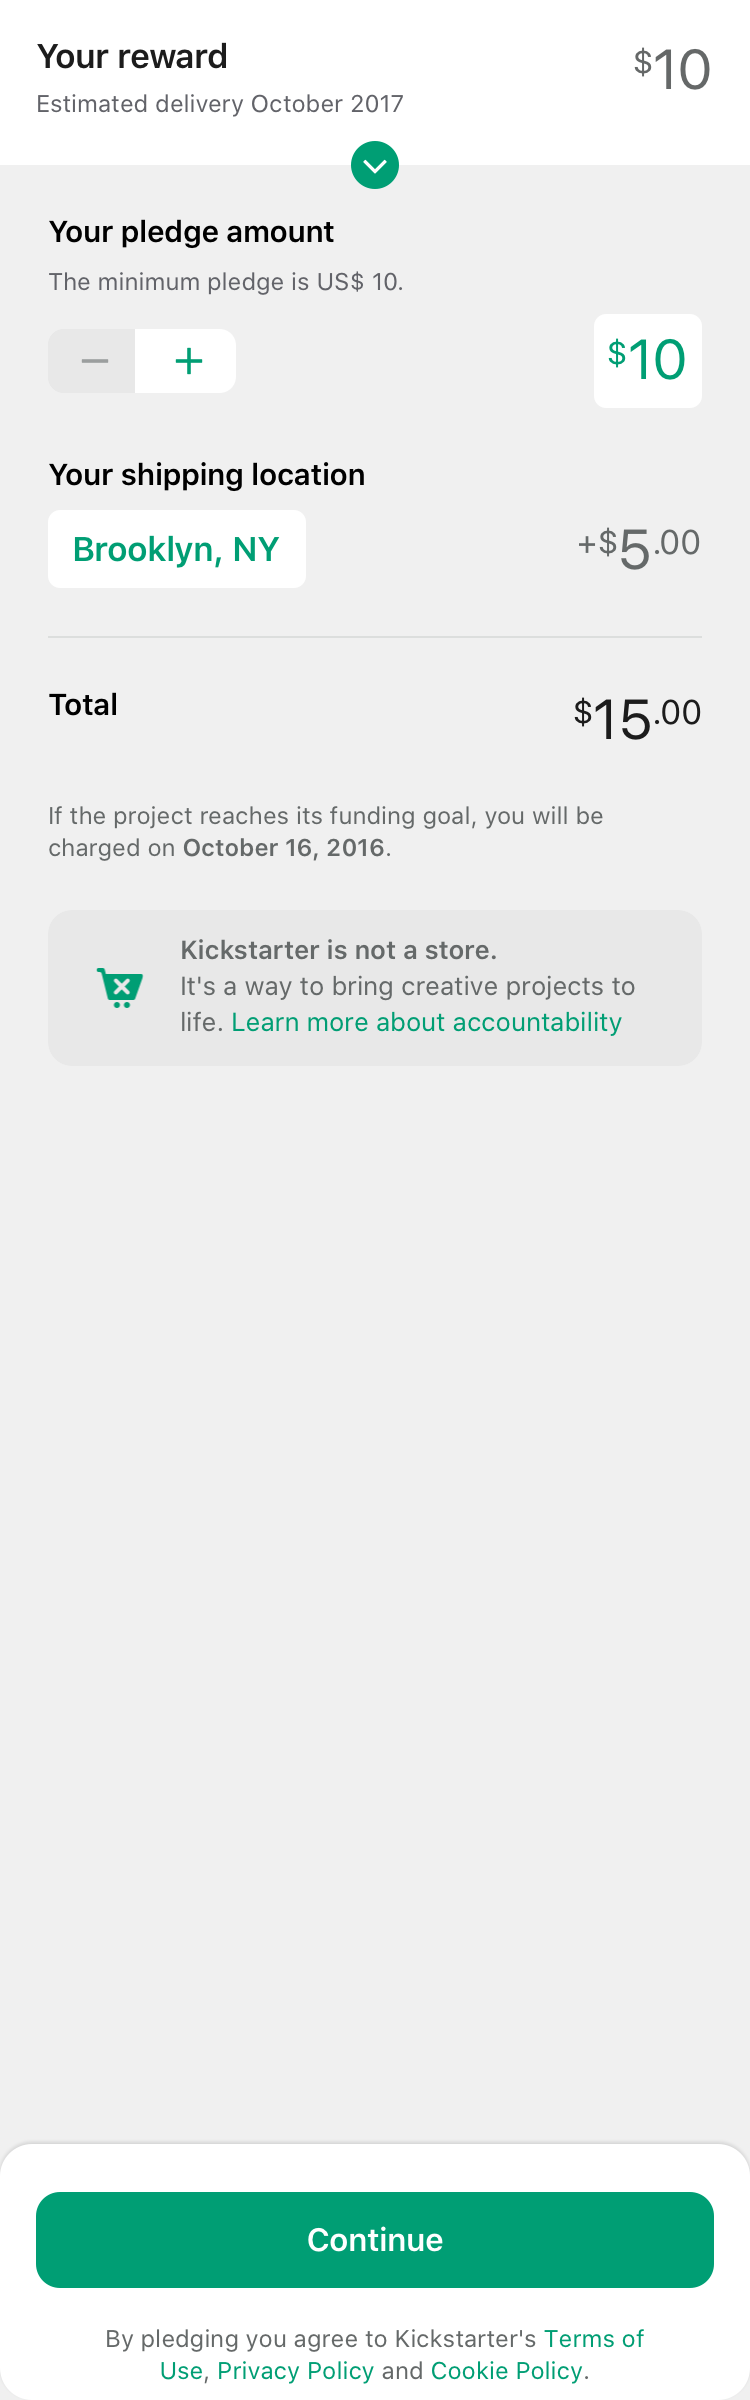 Your reward
$10
Estimated delivery October 2017
Your pledge amount
The minimum pledge is US$ 10.
$10
Your shipping location
Brooklyn, NY
+$5.00
Total
$15.00
If the project reaches its funding goal, you will be
charged on October 16, 2016.
Kickstarter is not a store.
It's a way to bring creative projects to
life. Learn more about accountability
Continue
By pledging you agree to Kickstarter's Terms of
Use, Privacy Policy and Cookie Policy.